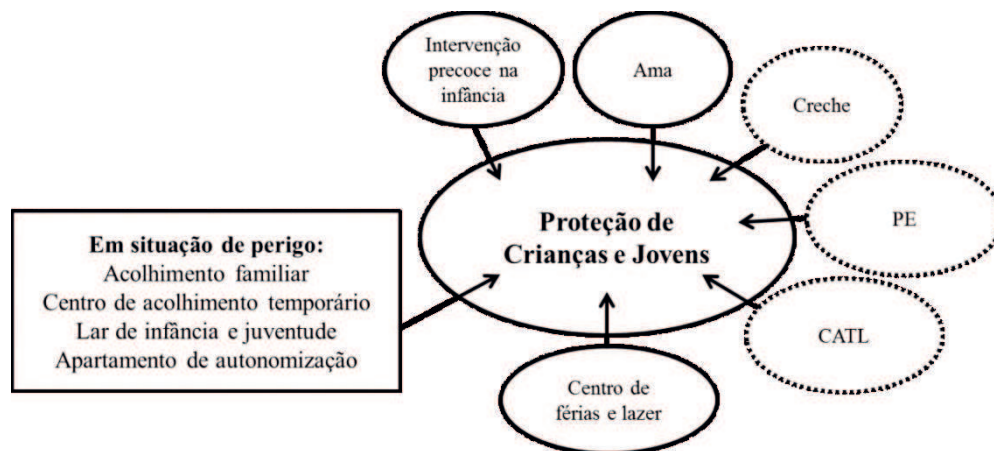 Intervenção
precoce na
infância
Ama
Creche
PE
CATL
Proteção de
Crianças e Jovens
Em situação de perigo:
Acolhimento familiar
Centro de acolhimento temporário
Lar de infância e juventude
Apartamento de autonomização
Centro de
férias e lazer